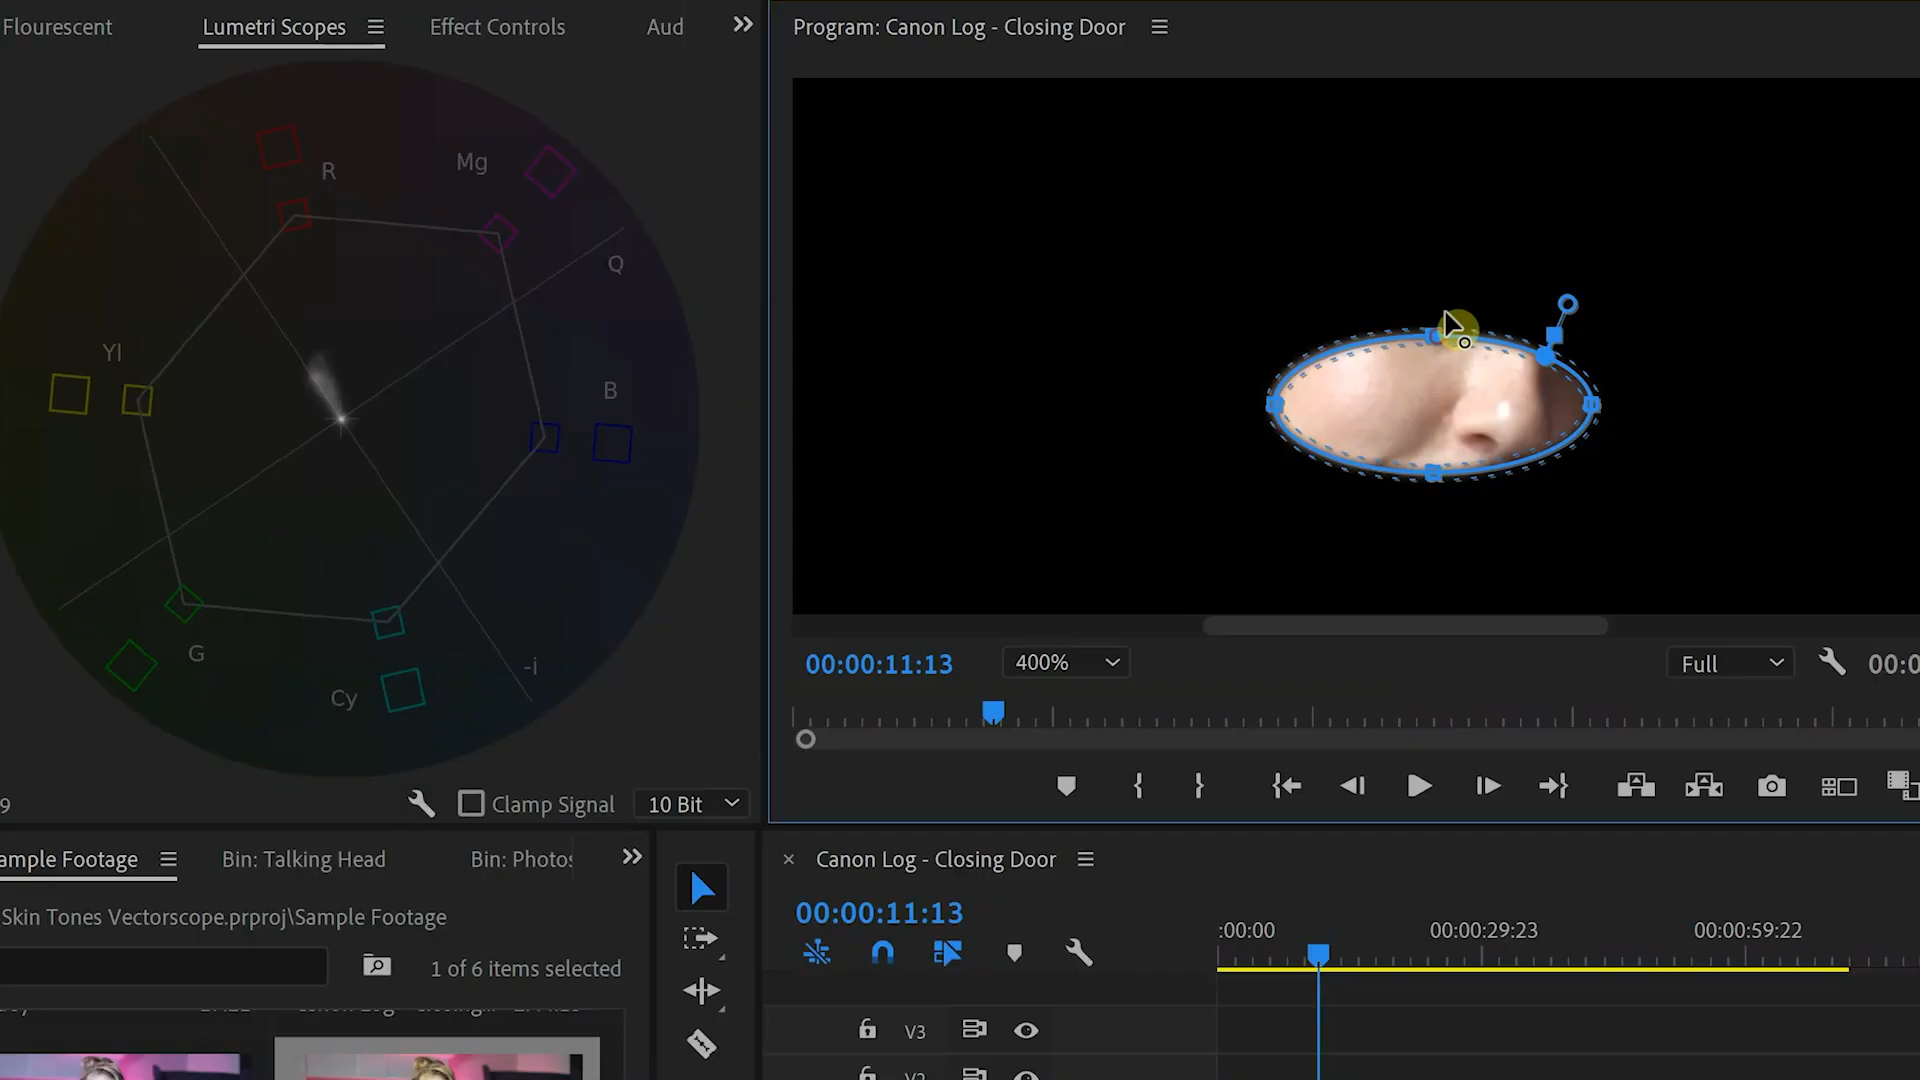 Flourescent
Lumetri Scopes
Effect Controls
Aud
Program: Canon Log - Closing Door
R
Mg
Q
Yl
B
G
Cy
-i
00:00:11:13
400%
Full
00:0
9
Clamp Signal
10 Bit
ample Footage
Bin: Talking Head
Bin: Photos
Canon Log - Closing Door
Skin Tones Vectorscope.prproj\Sample Footage
1 of 6 items selected
00:00:11:13
:00:00
00:00:29:23
00:00:59:22
V3
V2